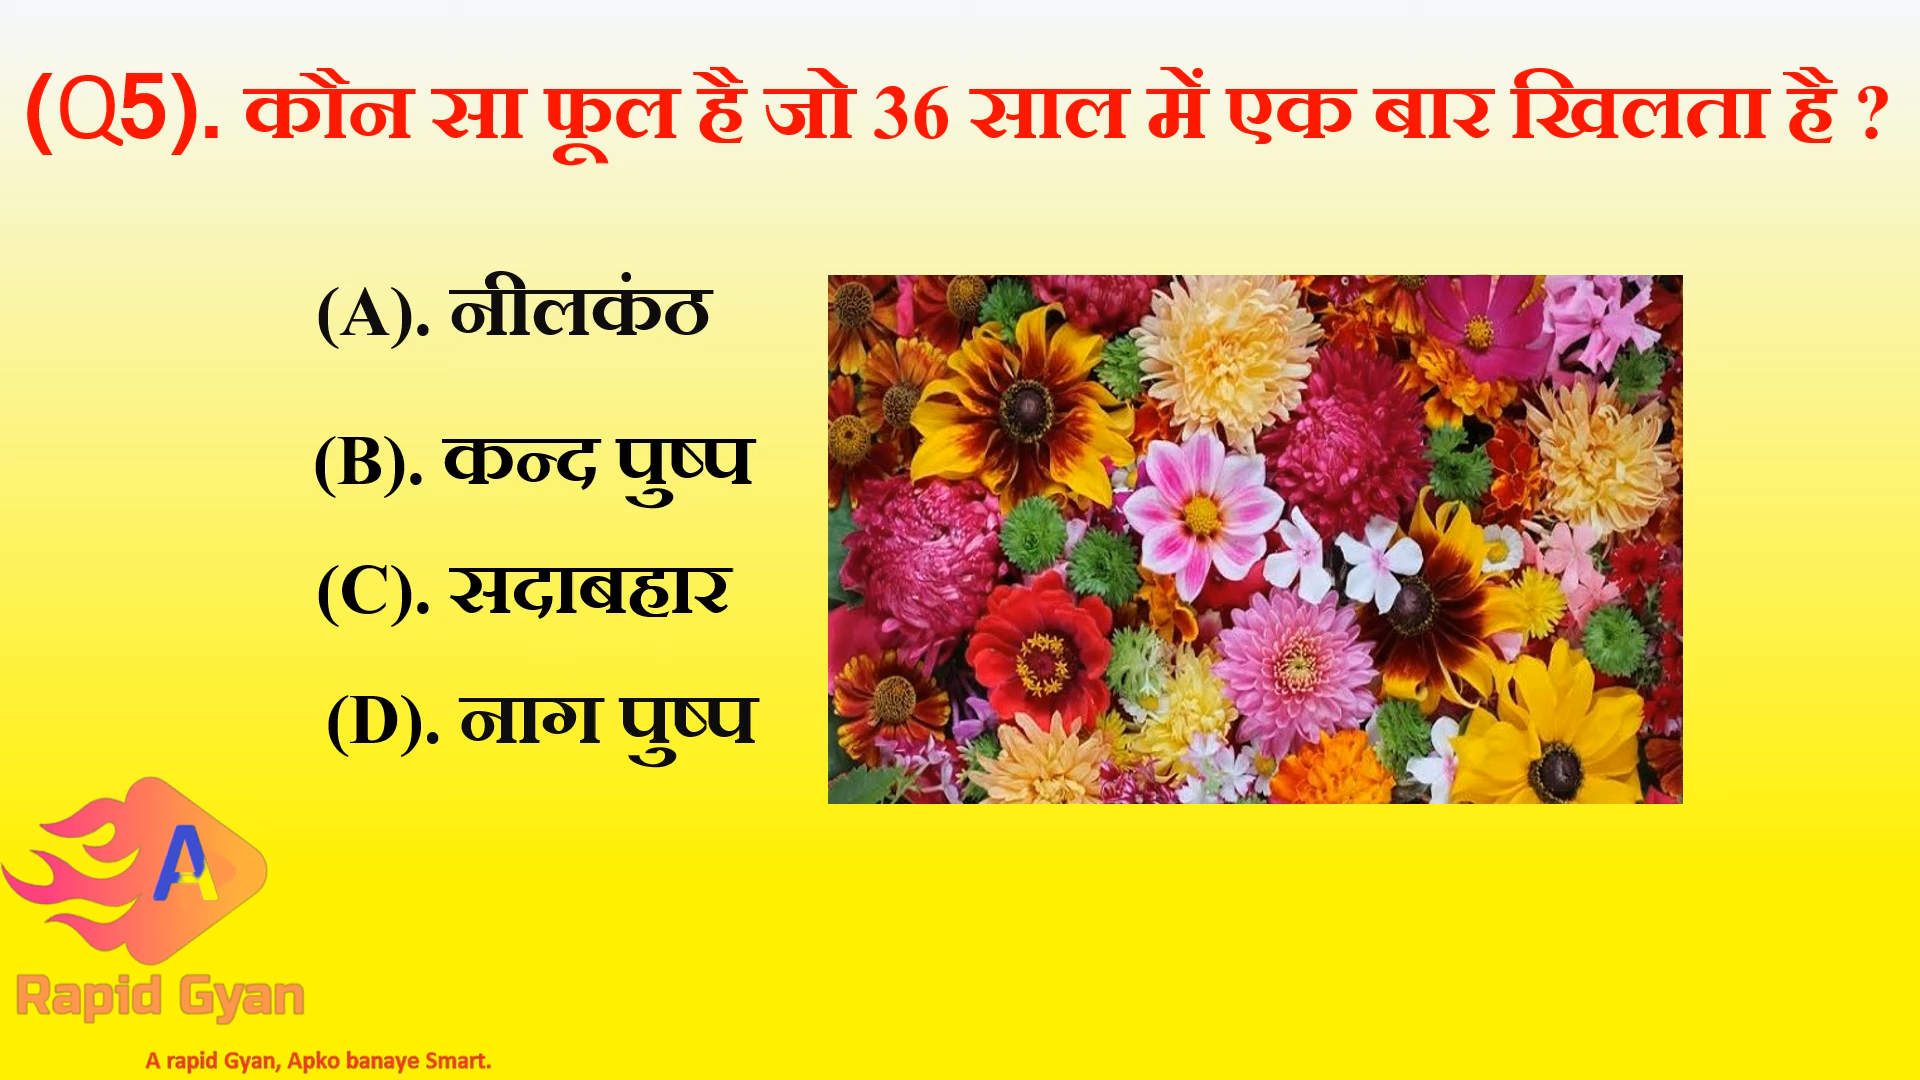 (Q5). कौन सा फूल है जो 36 साल में एक बार खिलता है ?
(A). नीलकंठ
(B). कन्द पुष्प
(C). सदाबहार
(D). नाग पुष्प
A
Rapid Gyan
A rapid Gyan, Apko banaye Smart.